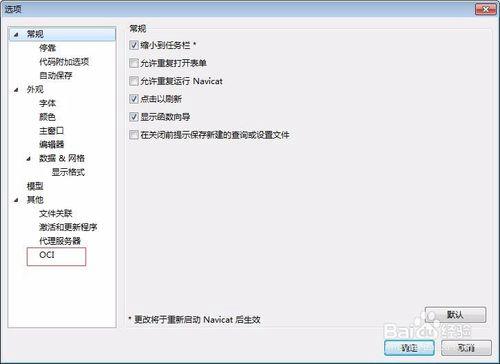 选项
常规
停靠
代码附加选项
自动保存
外观
字体
颜色
主窗口
编辑器
数据 & 网格
显示格式
模型
其他
文件关联
激活和更新程序
代理服务器
OCI
常规
缩小到任务栏 *
允许重复打开表单
允许重复运行 Navicat
点击以刷新
显示函数向导
在关闭前提示保存新建的查询或设置文件
* 更改将于重新启动 Navicat 后生效
默认
确定
取消
Baidu 经验